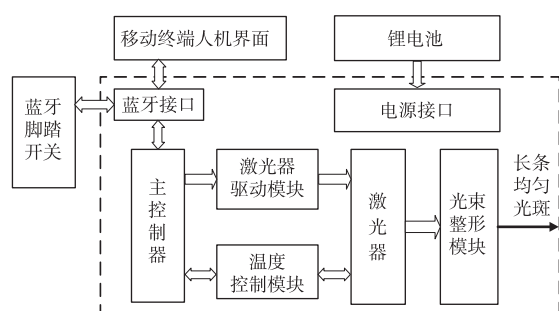 移动终端人机界面
锂电池
蓝牙
脚踏
开关
蓝牙接口
电源接口
主
控
制
器
激光器
驱动模块
温度
控制模块
激
光
器
光束
整形
模块
长条
均匀
光斑